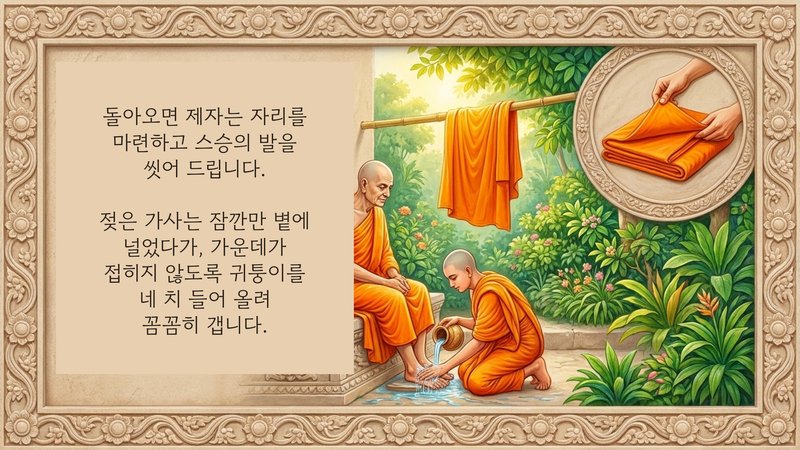 돌아오면 제자는 자리를
마련하고 스승의 발을
씻어 드립니다.
젖은 가사는 잠깐만 볕에
널었다가, 가운데가
접히지 않도록 귀퉁이를
네 치 들어 올려
꼼꼼히 갭니다.